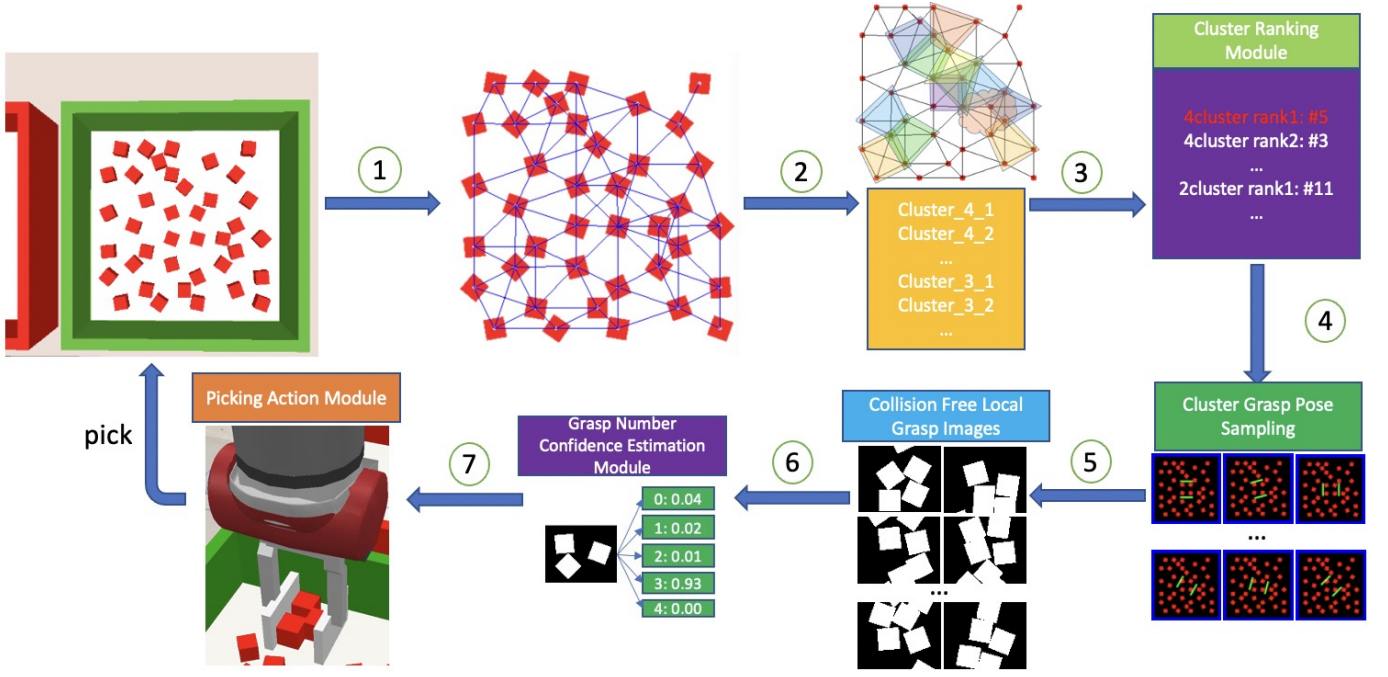 1
2
Cluster_4_1
Cluster_4_2
...
Cluster_3_1
Cluster_3_2
...
3
Cluster Ranking
Module
4cluster rank1: #5
4cluster rank2: #3
...
2cluster rank1: #11
...
4
Cluster Grasp Pose
Sampling
...
5
Collision Free Local
Grasp Images
...
6
Grasp Number
Confidence Estimation
Module
0: 0.04
1: 0.02
2: 0.01
3: 0.93
4: 0.00
7
Picking Action Module
pick